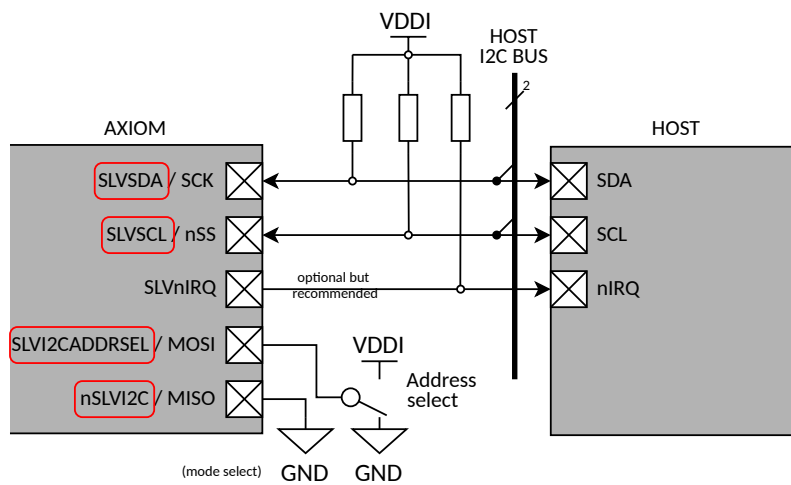 VDDI
HOST
I2C BUS
2
AXIOM
HOST
SLVSDA / SCK
SDA
SLVSCL / nSS
SCL
SLVnIRQ
optional but
recommended
nIRQ
SLVI2CADDRSEL / MOSI
VDDI
Address
select
nSLVI2C / MISO
(mode select)
GND
GND